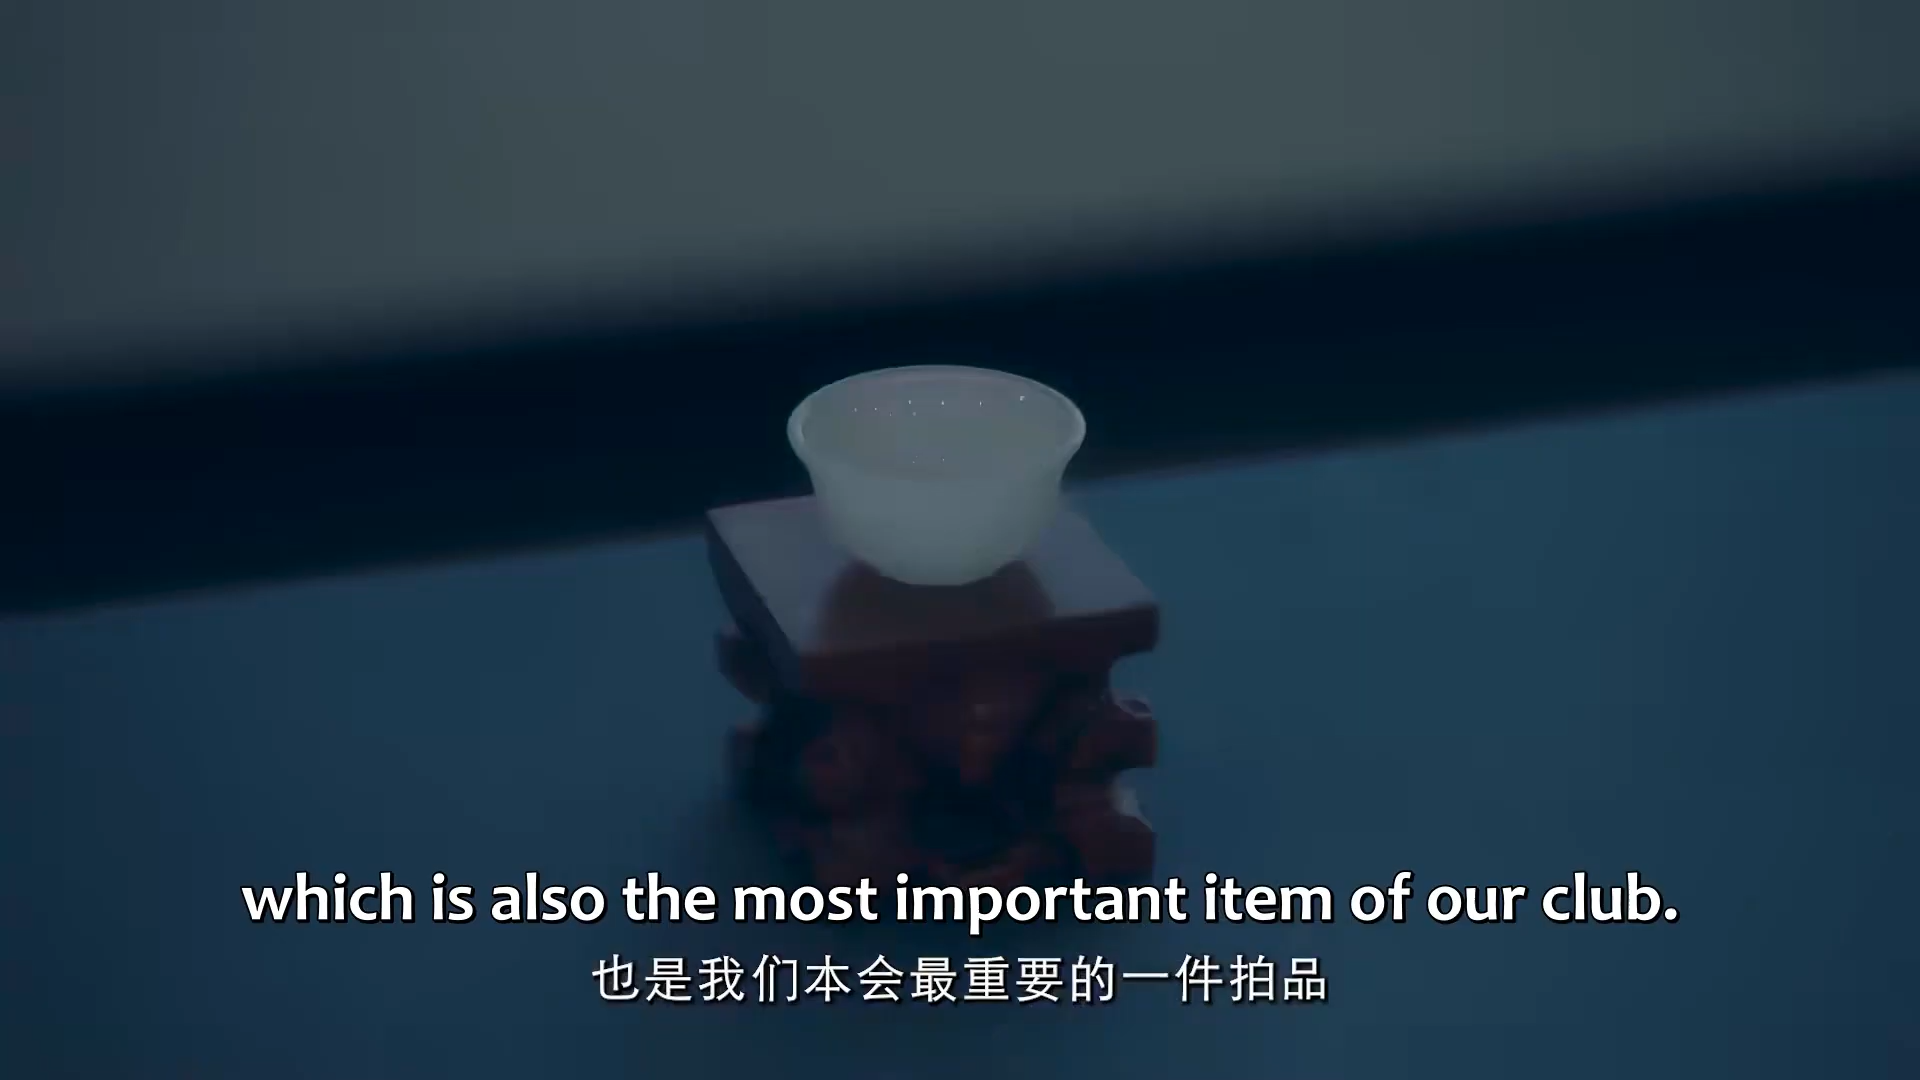 which is also the most important item of our club.
也是我们本会最重要的一件拍品